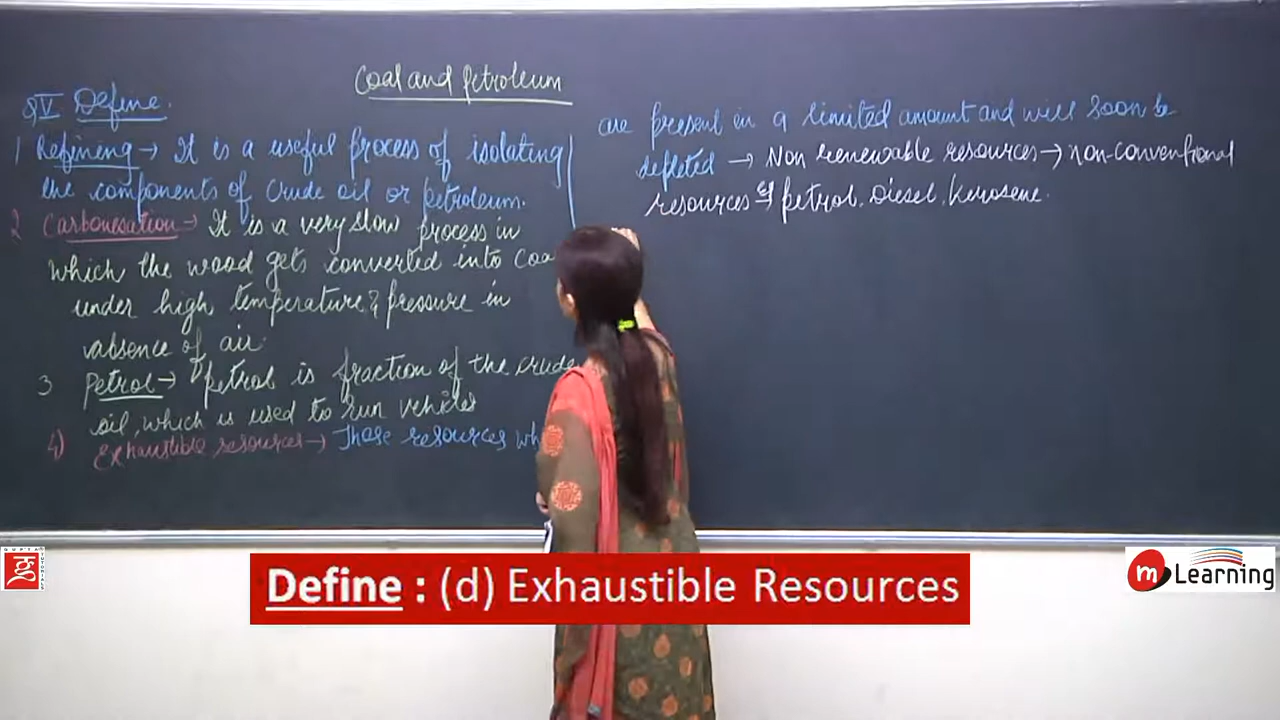 Coal and Petroleum
Q V Define.
1 Refining → It is a useful process of isolating
the components of Crude oil or petroleum.
2 Carbonisation → It is a very slow process in
which the wood gets converted into Coa
under high temperature & pressure in
absence of air.
3 Petrol → Petrol is fraction of the crude
oil, which is used to run vehicles
4) Exhaustible resources → Those resources wh
are present in a limited amount and will soon be
depleted → Non renewable resources → non-conventional
resources eg → petrol, Diesel, Kerosene.
GUPTA TUTORIALS
Define : (d) Exhaustible Resources
m Learning